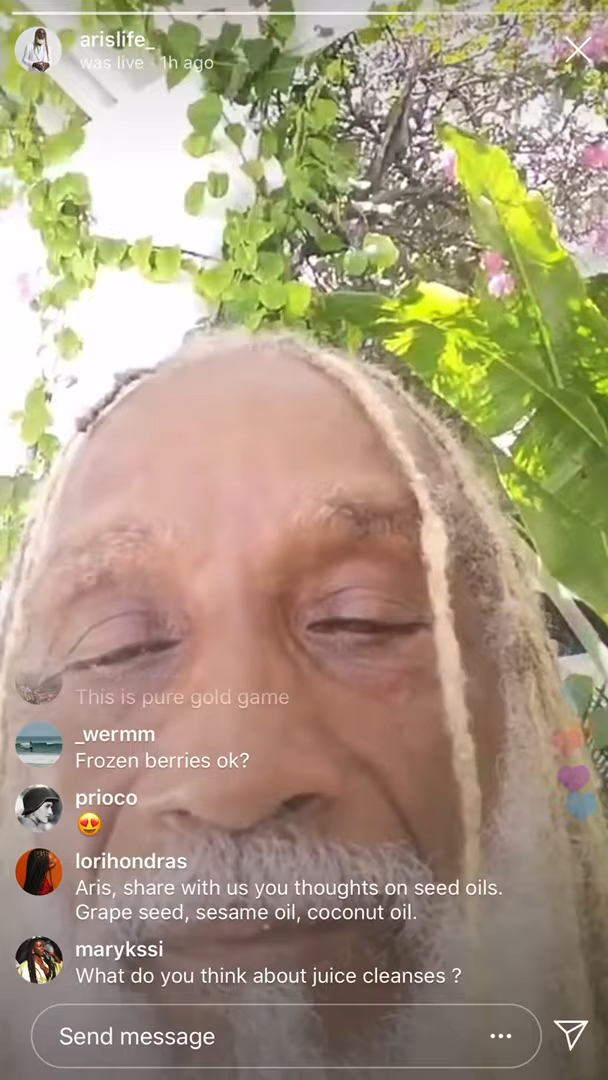 arislife_
was live · 1h ago
This is pure gold game
_wermm
Frozen berries ok?
prioco
😍
lorihondras
Aris, share with us you thoughts on seed oils.
Grape seed, sesame oil, coconut oil.
marykssi
What do you think about juice cleanses ?
Send message